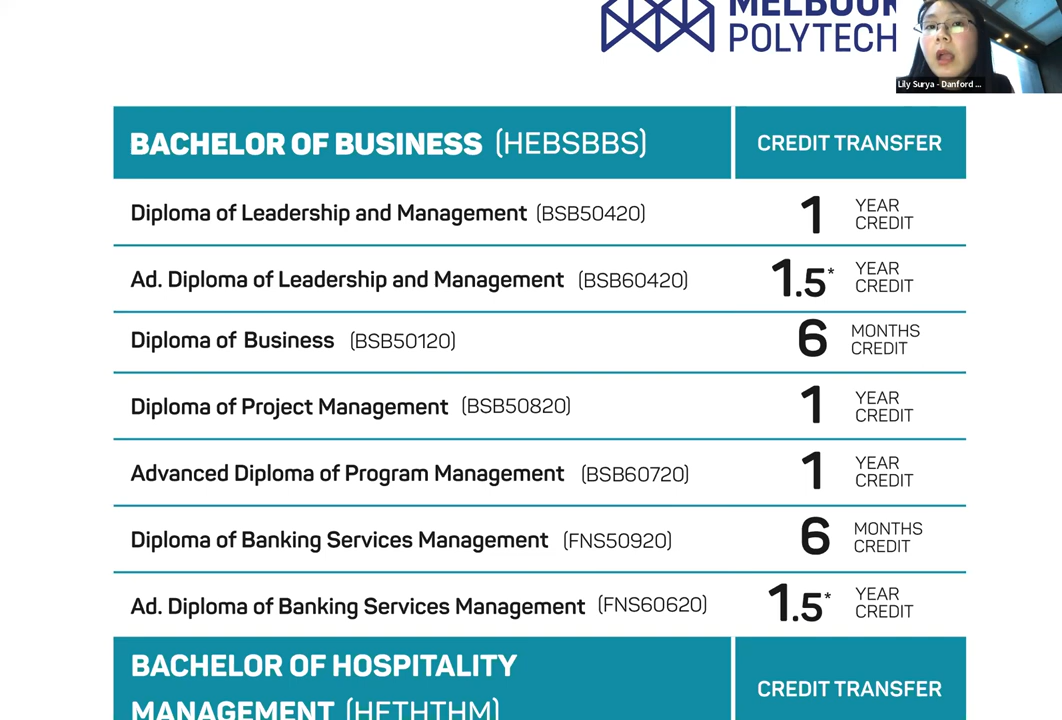 POLYTECH
Lily Surya - Danford ...
BACHELOR OF BUSINESS (HEBSBBS)
CREDIT TRANSFER
Diploma of Leadership and Management (BSB50420)
1 YEAR
CREDIT
Ad. Diploma of Leadership and Management (BSB60420)
1.5* YEAR
CREDIT
Diploma of Business (BSB50120)
6 MONTHS
CREDIT
Diploma of Project Management (BSB50820)
1 YEAR
CREDIT
Advanced Diploma of Program Management (BSB60720)
1 YEAR
CREDIT
Diploma of Banking Services Management (FNS50920)
6 MONTHS
CREDIT
Ad. Diploma of Banking Services Management (FNS60620)
1.5* YEAR
CREDIT
BACHELOR OF HOSPITALITY
MANAGEMENT
CREDIT TRANSFER